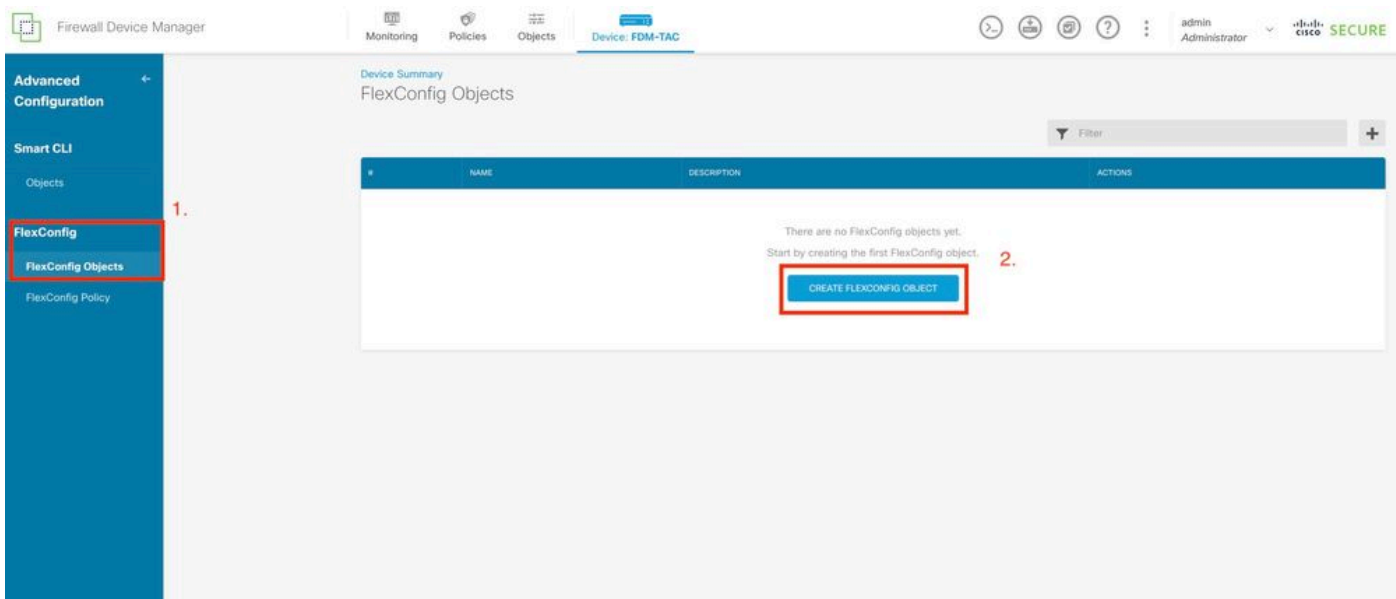 Firewall Device Manager
Monitoring
Policies
Objects
Device: FDM-TAC
admin
Administrator
CISCO SECURE
Advanced
Configuration
Smart CLI
Objects
1.
FlexConfig
FlexConfig Objects
FlexConfig Policy
Device Summary
FlexConfig Objects
Filter
# NAME DESCRIPTION ACTIONS
There are no FlexConfig objects yet.
Start by creating the first FlexConfig object.
2.
CREATE FLEXCONFIG OBJECT